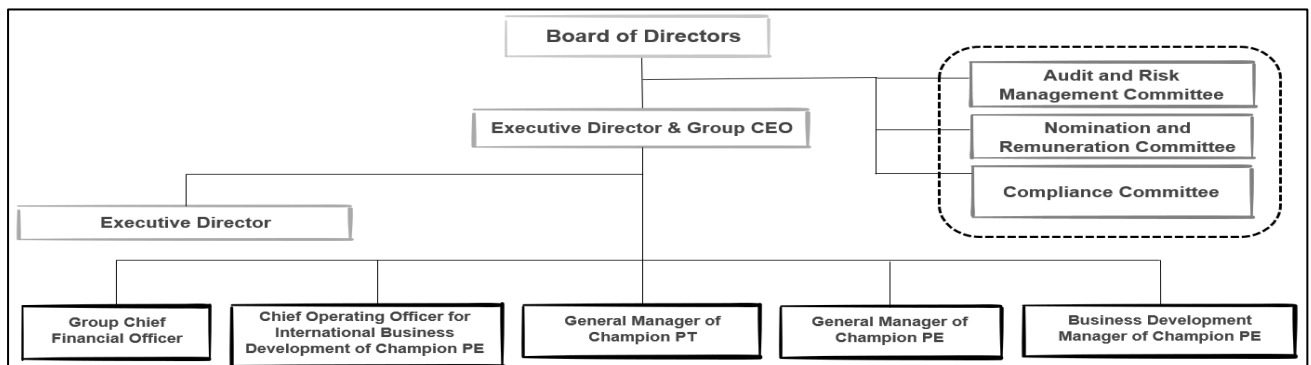 Board of Directors
Audit and Risk
Management Committee
Executive Director & Group CEO
Nomination and
Remuneration Committee
Compliance Committee
Executive Director
Group Chief
Financial Officer
Chief Operating Officer for
International Business
Development of Champion PE
General Manager of
Champion PT
General Manager of
Champion PE
Business Development
Manager of Champion PE